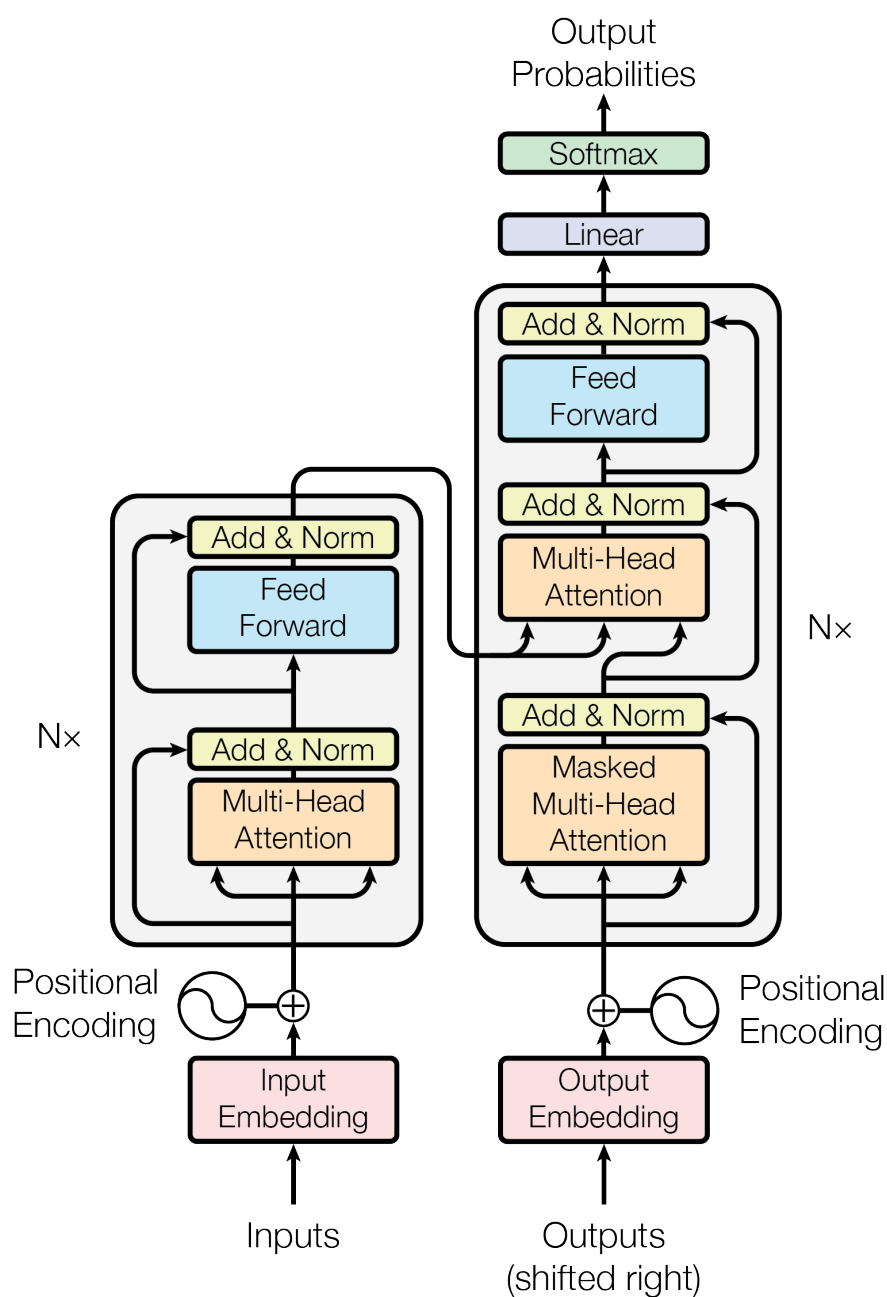 Output
Probabilities
Softmax
Linear
Add & Norm
Feed
Forward
Add & Norm
Multi-Head
Attention
Add & Norm
Masked
Multi-Head
Attention
Nx
Add & Norm
Feed
Forward
Add & Norm
Multi-Head
Attention
Nx
Positional
Encoding
Positional
Encoding
Input
Embedding
Output
Embedding
Inputs
Outputs
(shifted right)